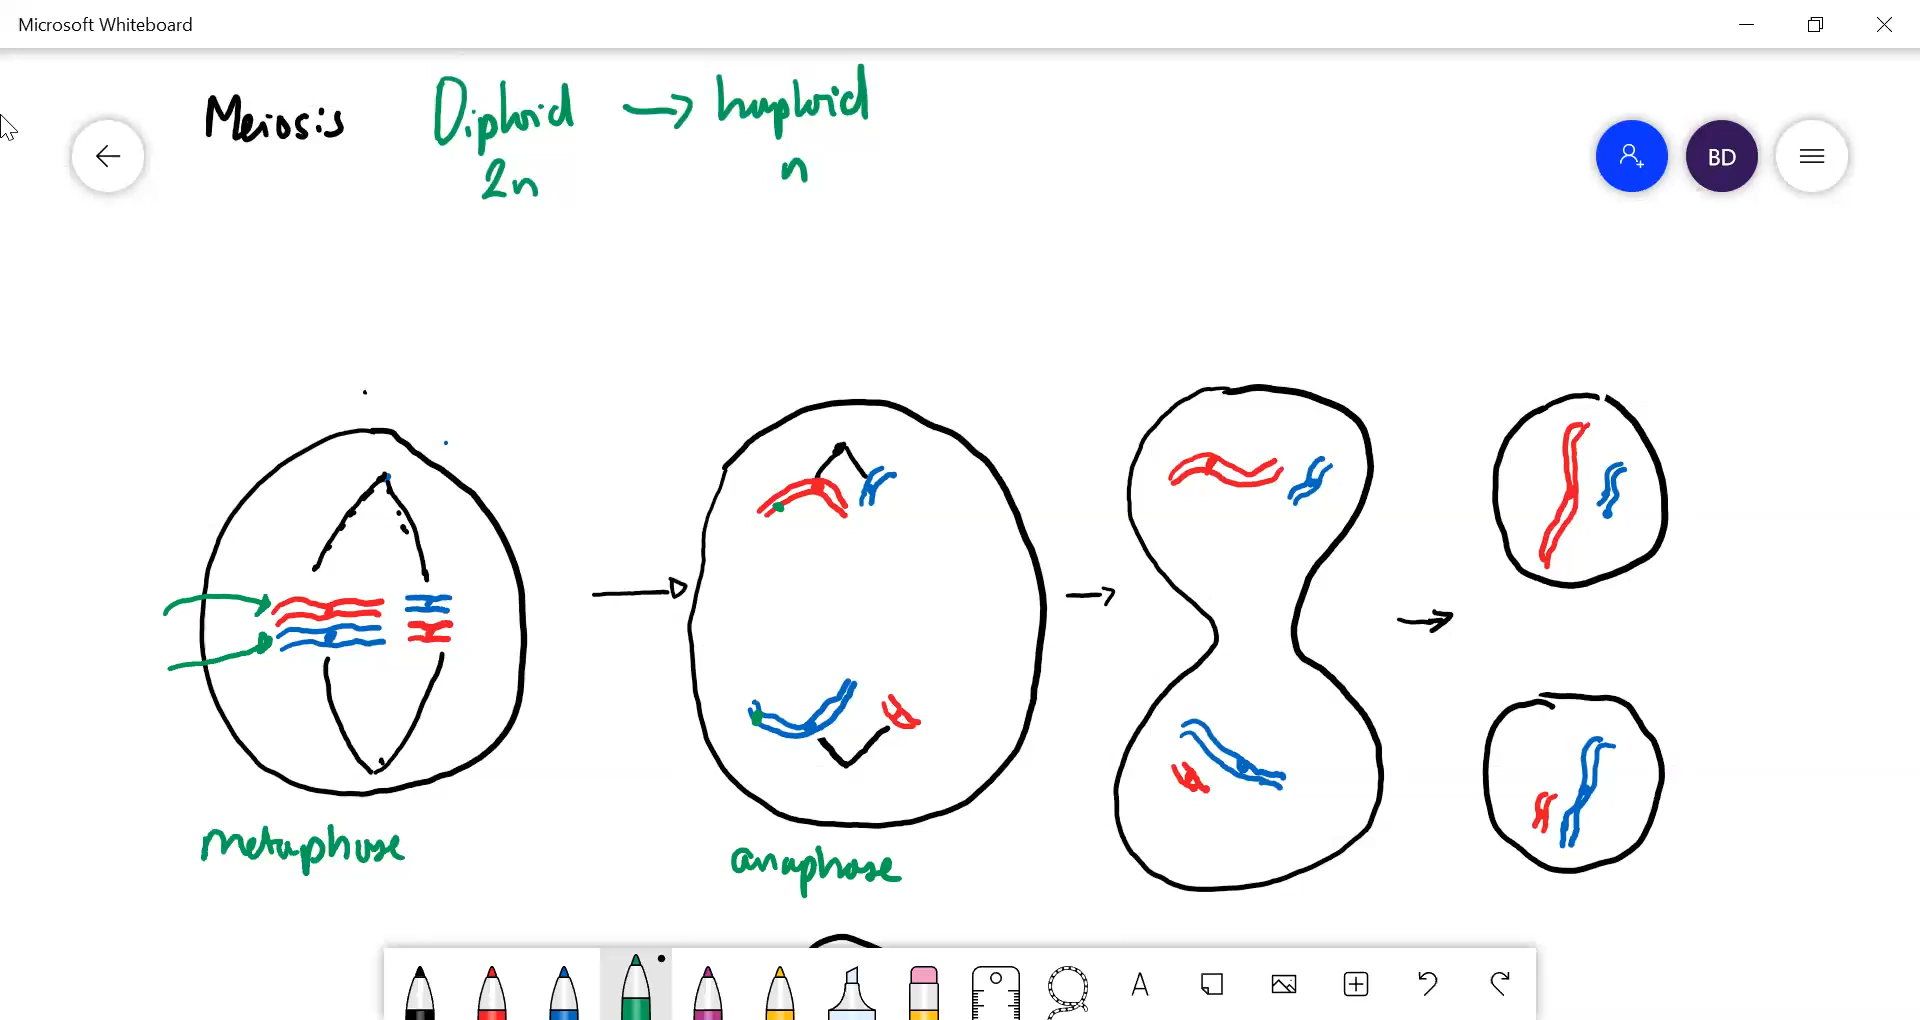 Microsoft Whiteboard
Meiosis Diploid → haploid
2n n
BD
metaphase
anaphase
A